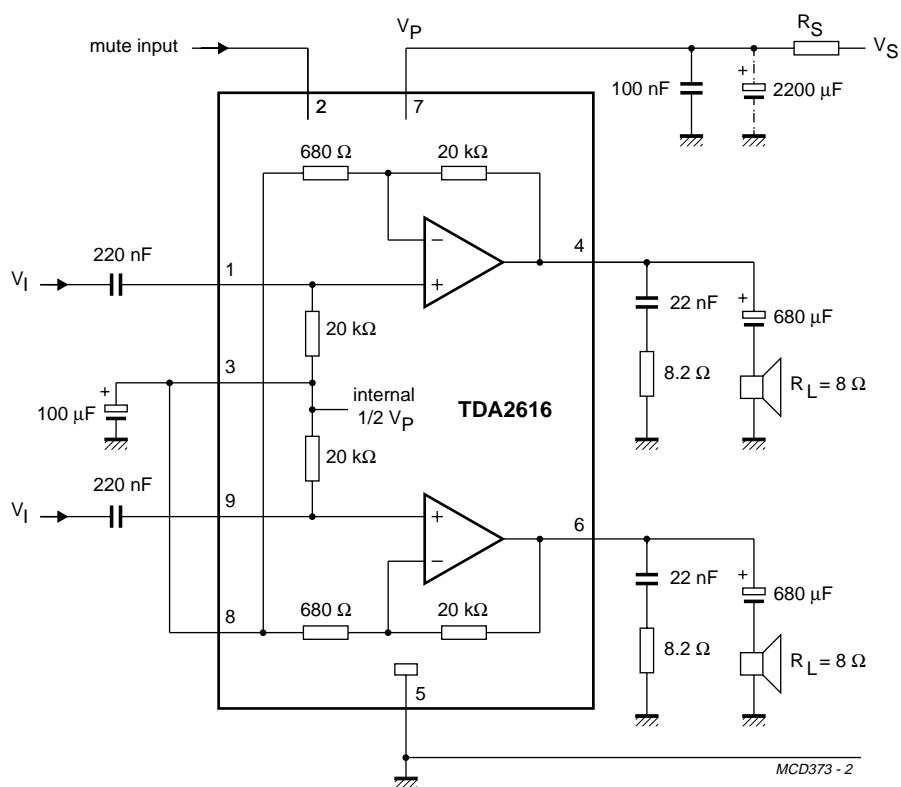 V_P
R_S
mute input
V_S
+
100 nF
2200 µF
2
7
680 Ω
20 kΩ
−
4
220 nF
V_I
1
+
+
22 nF
680 µF
20 kΩ
3
8.2 Ω
R_L = 8 Ω
+
internal
1/2 V_P
TDA2616
100 µF
20 kΩ
220 nF
V_I
9
+
6
−
+
22 nF
680 µF
680 Ω
20 kΩ
8
8.2 Ω
R_L = 8 Ω
5
MCD373 - 2